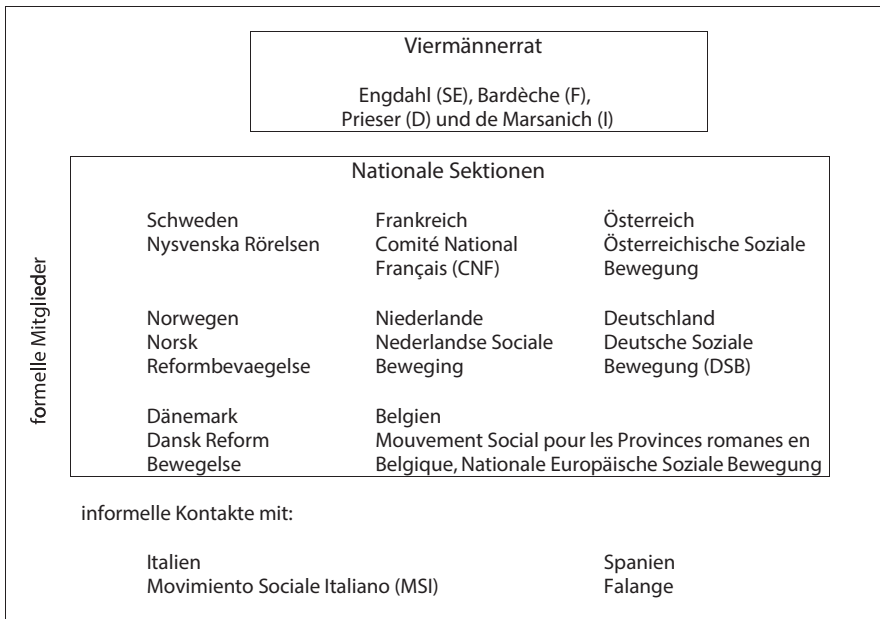 Viermännerrat
Engdahl (SE), Bardèche (F),
Prieser (D) und de Marsanich (I)
formelle Mitglieder
Nationale Sektionen
Schweden
Nysvenska Rörelsen
Frankreich
Comité National
Français (CNF)
Österreich
Österreichische Soziale
Bewegung
Norwegen
Norsk
Reformbevaegelse
Niederlande
Nederlandse Sociale
Beweging
Deutschland
Deutsche Soziale
Bewegung (DSB)
Dänemark
Dansk Reform
Bewegelse
Belgien
Mouvement Social pour les Provinces romanes en
Belgique, Nationale Europäische Soziale Bewegung
informelle Kontakte mit:
Italien
Movimiento Sociale Italiano (MSI)
Spanien
Falange